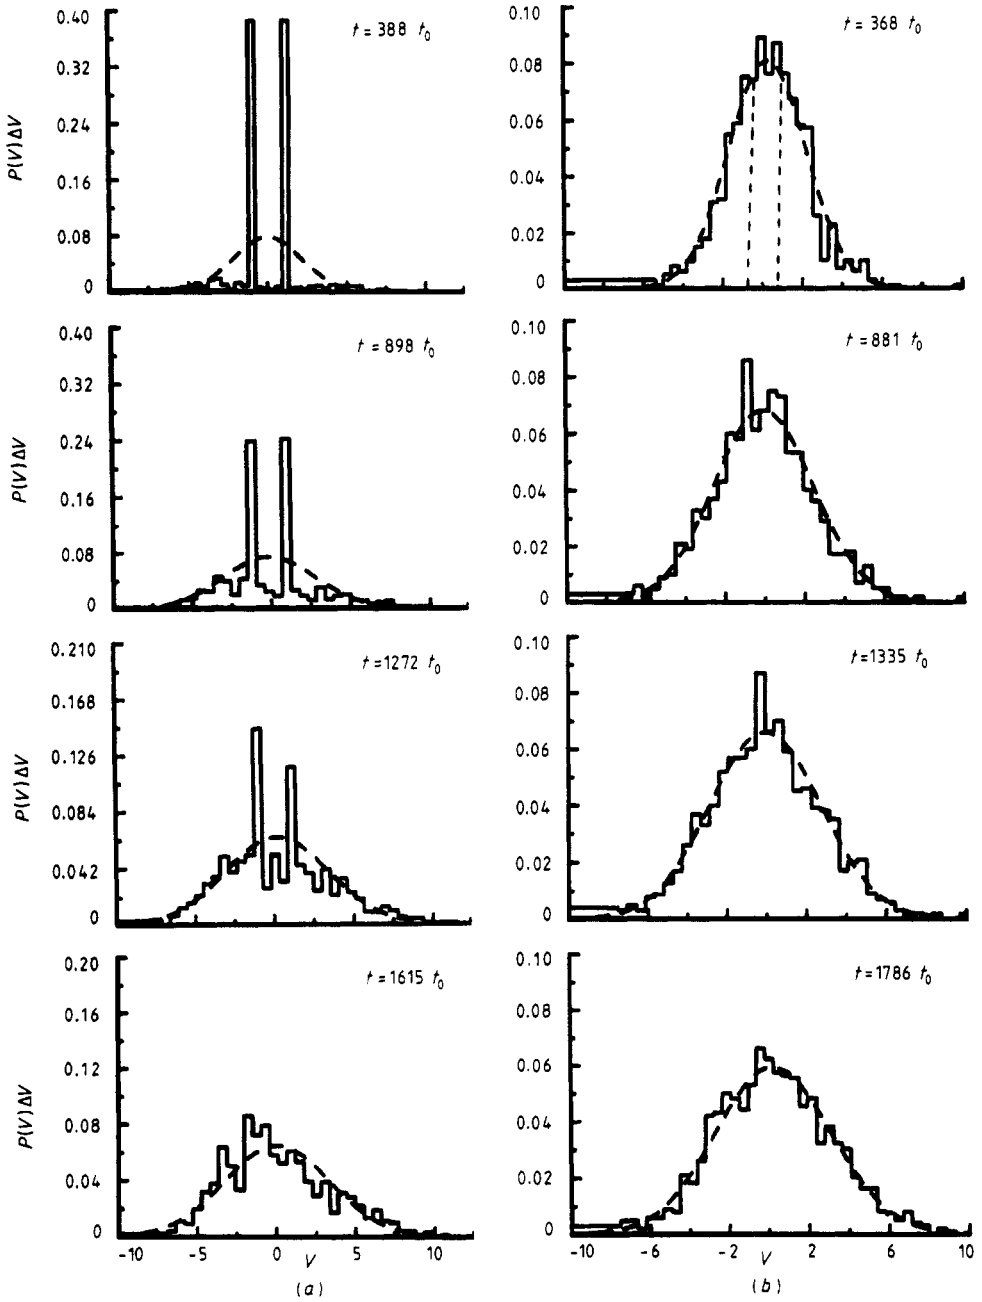 t = 388 t0
P(V)ΔV
0.40
0.32
0.24
0.16
0.08
0
t = 368 t0
0.10
0.08
0.06
0.04
0.02
0
t = 898 t0
P(V)ΔV
0.40
0.32
0.24
0.16
0.08
0
t = 881 t0
0.10
0.08
0.06
0.04
0.02
0
t = 1272 t0
P(V)ΔV
0.210
0.168
0.126
0.084
0.042
0
t = 1335 t0
0.10
0.08
0.06
0.04
0.02
0
t = 1615 t0
P(V)ΔV
0.20
0.16
0.12
0.08
0.04
0
-10 -5 0 5 10
V
(a)
t = 1786 t0
0.10
0.08
0.06
0.04
0.02
0
-10 -6 -2 2 6 10
V
(b)